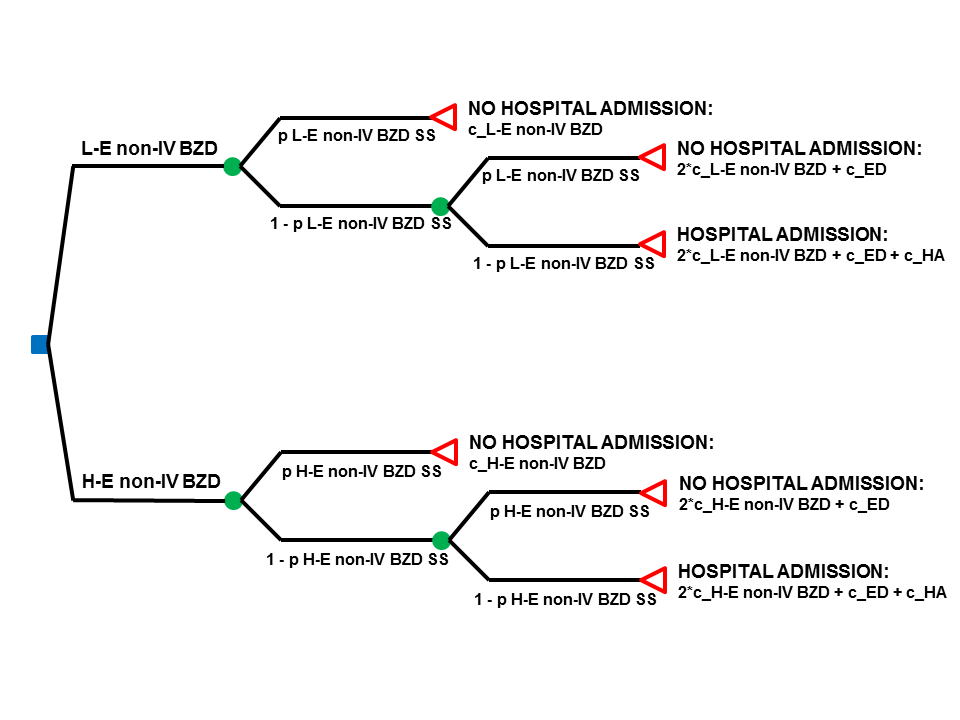 NO HOSPITAL ADMISSION:
c_L-E non-IV BZD
p L-E non-IV BZD SS
L-E non-IV BZD
NO HOSPITAL ADMISSION:
2*c_L-E non-IV BZD + c_ED
p L-E non-IV BZD SS
1 - p L-E non-IV BZD SS
HOSPITAL ADMISSION:
2*c_L-E non-IV BZD + c_ED + c_HA
1 - p L-E non-IV BZD SS
NO HOSPITAL ADMISSION:
c_H-E non-IV BZD
p H-E non-IV BZD SS
H-E non-IV BZD
NO HOSPITAL ADMISSION:
2*c_H-E non-IV BZD + c_ED
p H-E non-IV BZD SS
1 - p H-E non-IV BZD SS
HOSPITAL ADMISSION:
2*c_H-E non-IV BZD + c_ED + c_HA
1 - p H-E non-IV BZD SS